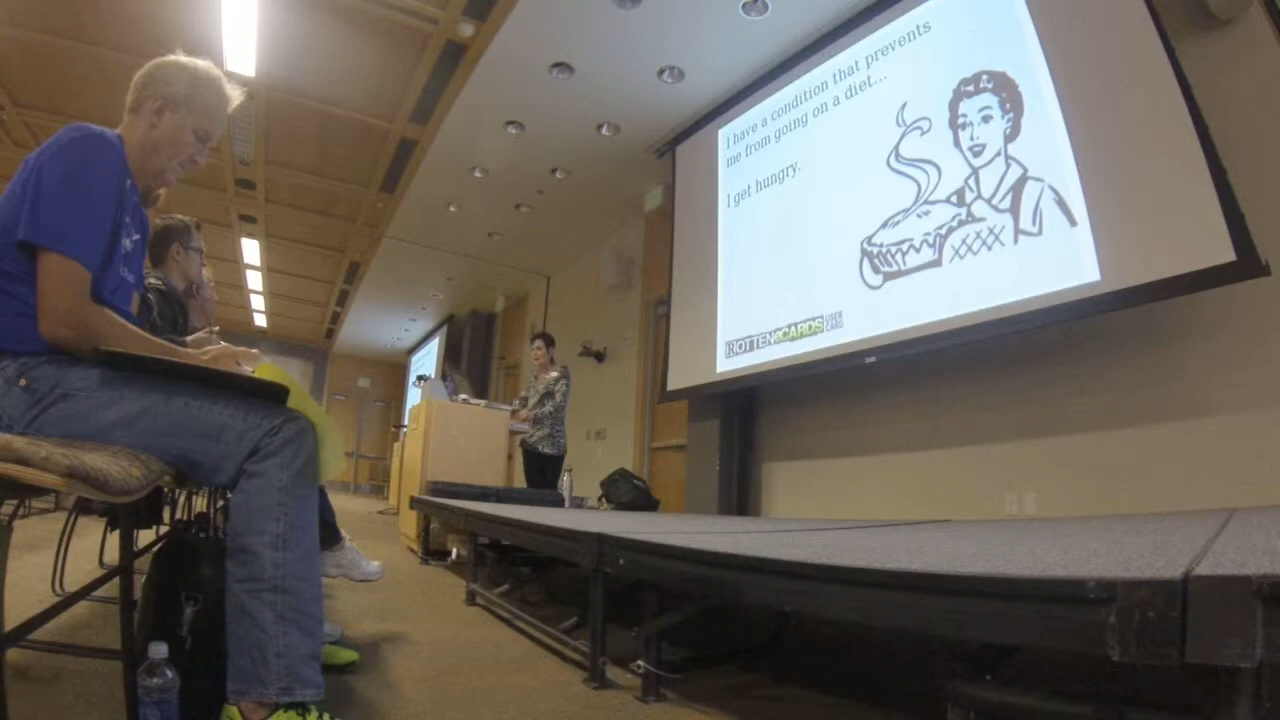 I have a condition that prevents
me from going on a diet...
I get hungry.
ROTTENeCARDS
USER
CARD